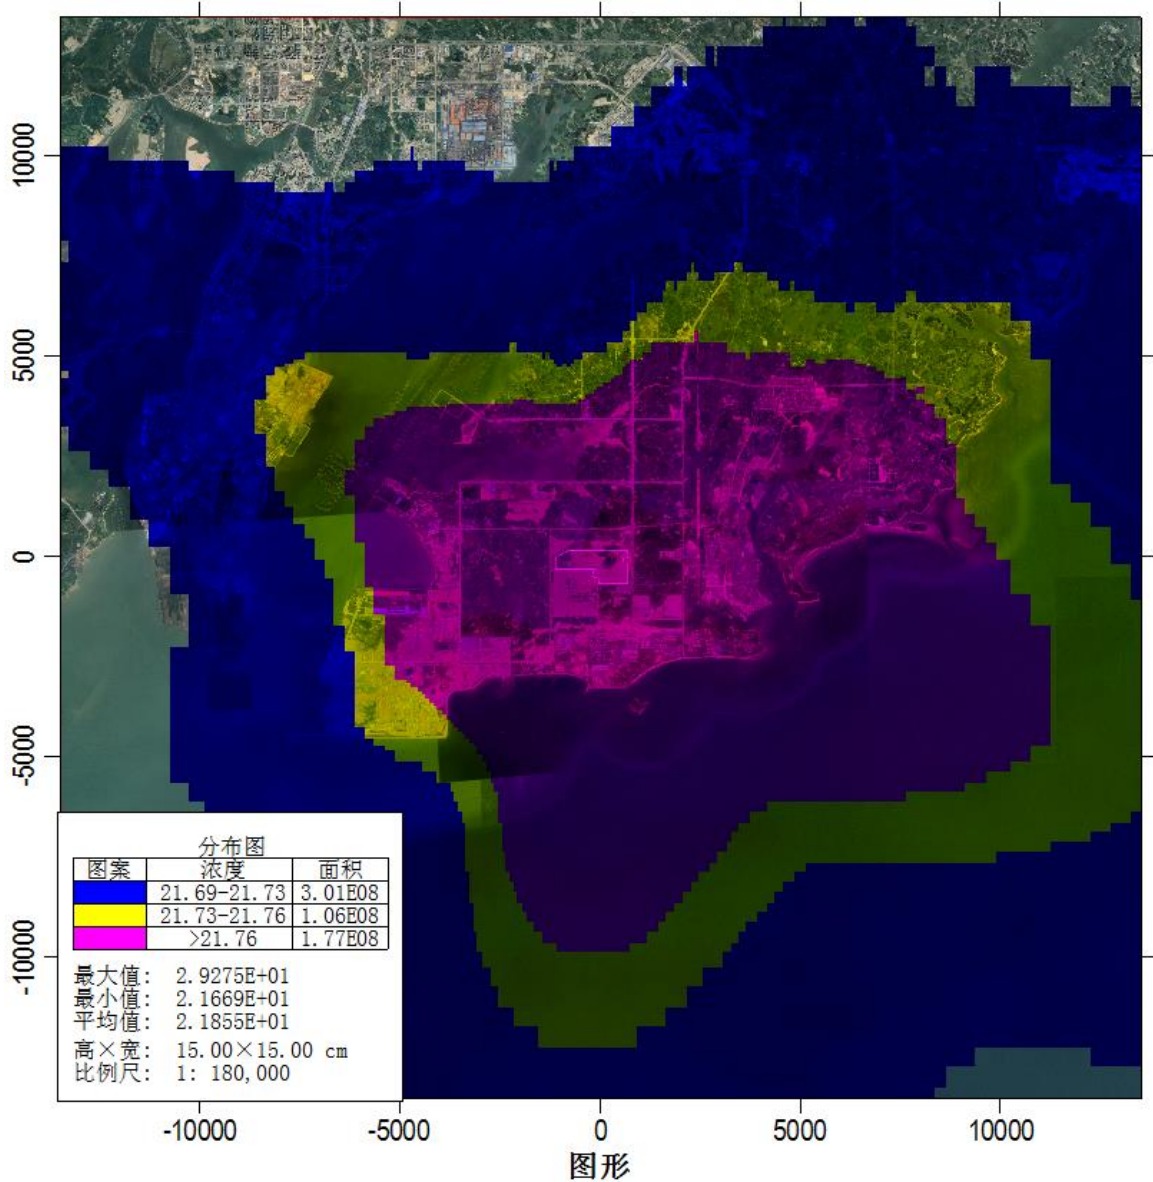 10000
5000
0
-5000
-10000
分布图
图案 浓度 面积
21.69-21.73 3.01E08
21.73-21.76 1.06E08
>21.76 1.77E08
最大值: 2.9275E+01
最小值: 2.1669E+01
平均值: 2.1855E+01
高×宽: 15.00×15.00 cm
比例尺: 1: 180,000
-10000 -5000 0 5000 10000
图形